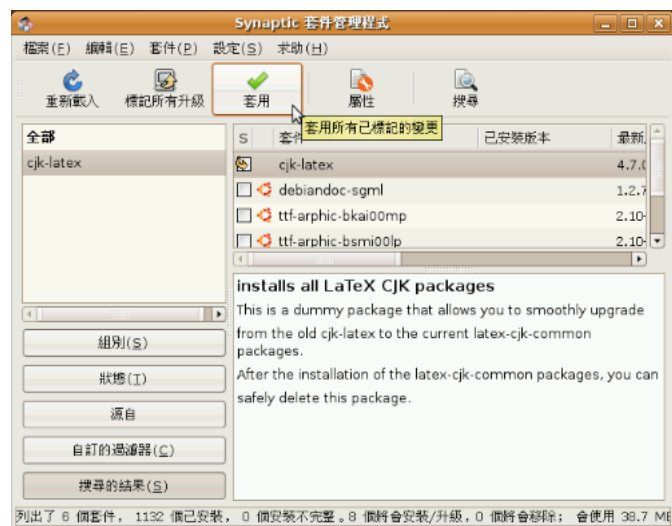 Synaptic 套件管理程式
檔案(F) 編輯(E) 套件(P) 設定(S) 求助(H)
重新載入 標記所有升級 套用 屬性 搜尋
套用所有已標記的變更
全部
cjk-latex
S 套件 已安裝版本 最新
cjk-latex 4.7.
debiandoc-sgml 1.2.7
ttf-arphic-bkai00mp 2.10-
ttf-arphic-bsmi00lp 2.10-
installs all LaTeX CJK packages
This is a dummy package that allows you to smoothly upgrade
from the old cjk-latex to the current latex-cjk-common
packages.
After the installation of the latex-cjk-common packages, you can
safely delete this package.
組別(S)
狀態(T)
源自
自訂的過濾器(C)
搜尋的結果(S)
列出了 6 個套件， 1132 個已安裝， 0 個安裝不完整。8 個將會安裝/升級，0 個將會移除； 會使用 38.7 M